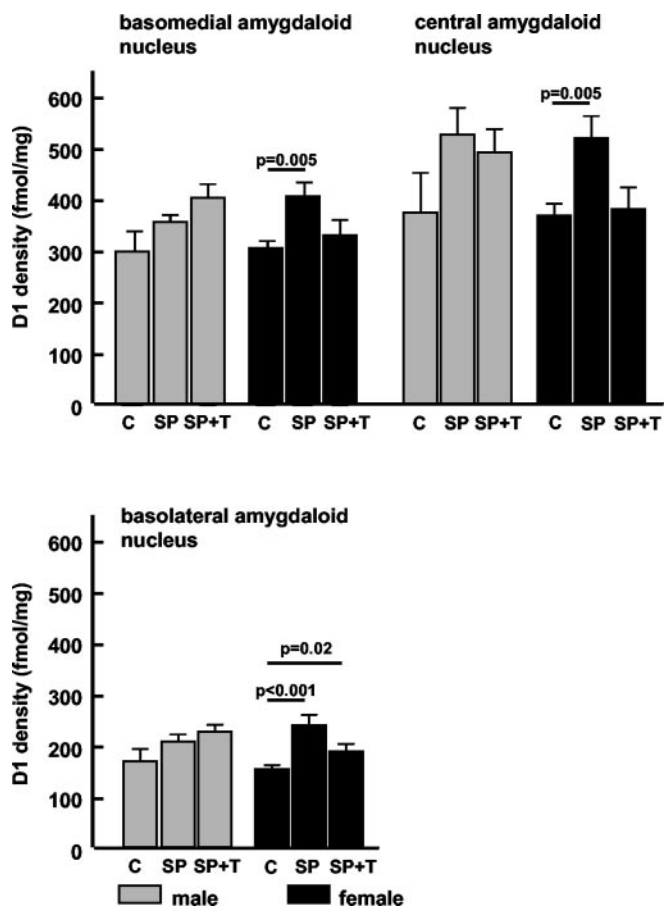 basomedial amygdaloid
nucleus
central amygdaloid
nucleus
D1 density (fmol/mg)
600
500
400
300
200
100
0
p=0.005
p=0.005
C SP SP+T C SP SP+T C SP SP+T C SP SP+T
basolateral amygdaloid
nucleus
D1 density (fmol/mg)
600
500
400
300
200
100
0
p=0.02
p<0.001
C SP SP+T C SP SP+T
male female